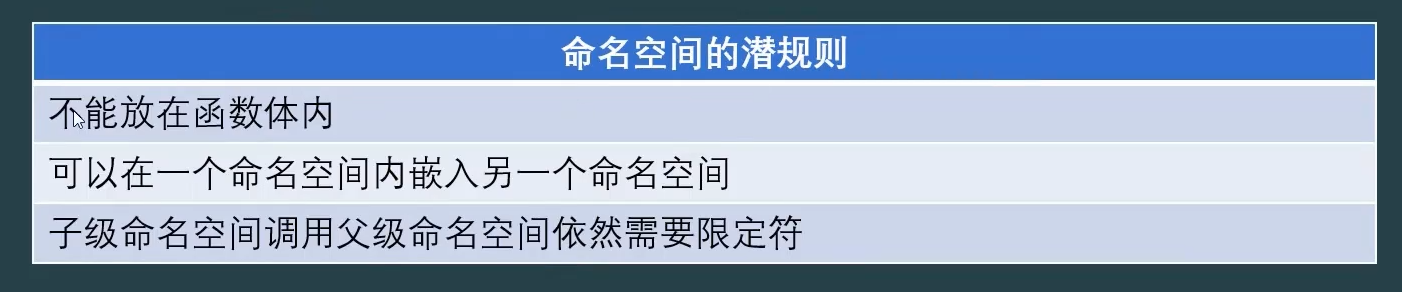 命名空间的潜规则
不能放在函数体内
可以在一个命名空间内嵌入另一个命名空间
子级命名空间调用父级命名空间依然需要限定符